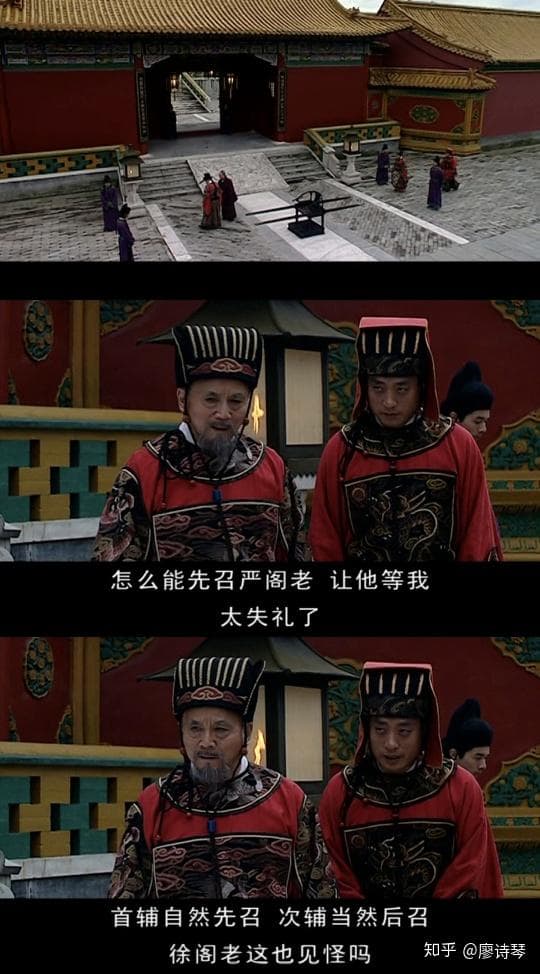 怎么能先召严阁老 让他等我
太失礼了
首辅自然先召 次辅当然后召
徐阁老这也见怪吗
知乎 @廖诗琴